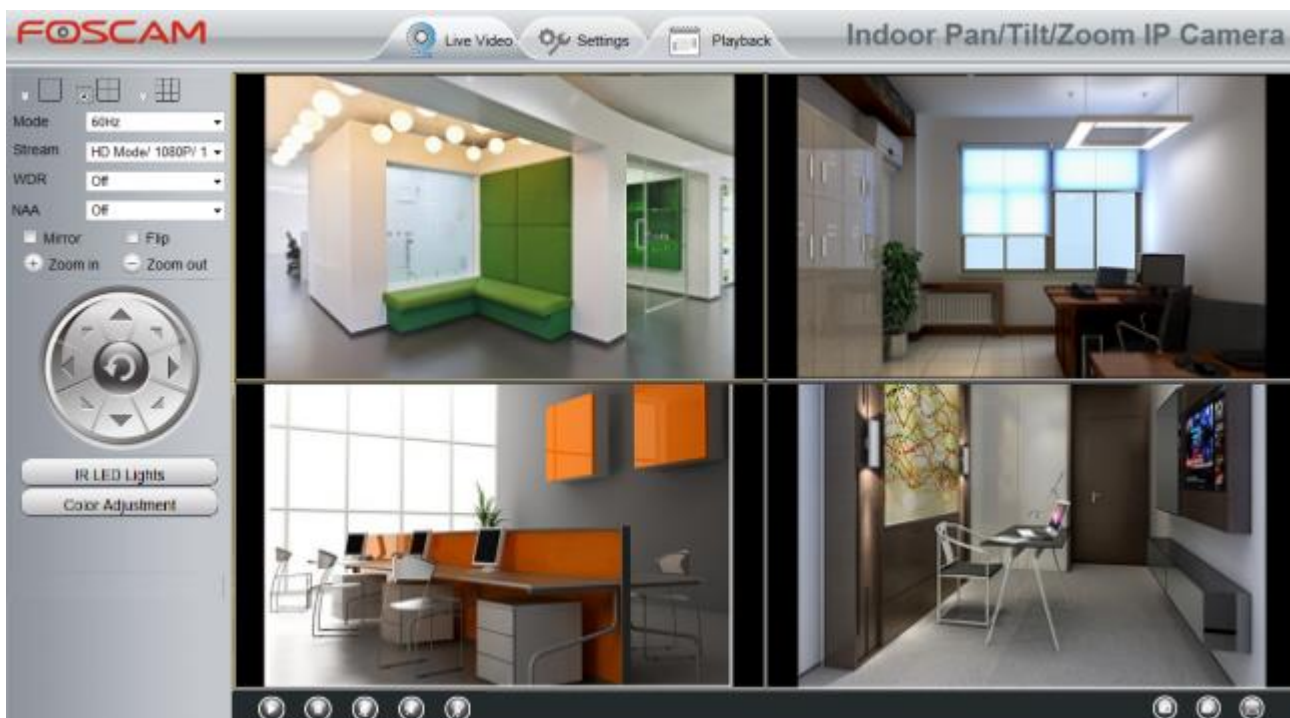 FOSCAM
Live Video
Settings
Playback
Indoor Pan/Tilt/Zoom IP Camera
Mode
60Hz
Stream
HD Mode/ 1080P/ 1
WDR
Off
NAA
Off
Mirror
Flip
Zoom in
Zoom out
IR LED Lights
Color Adjustment